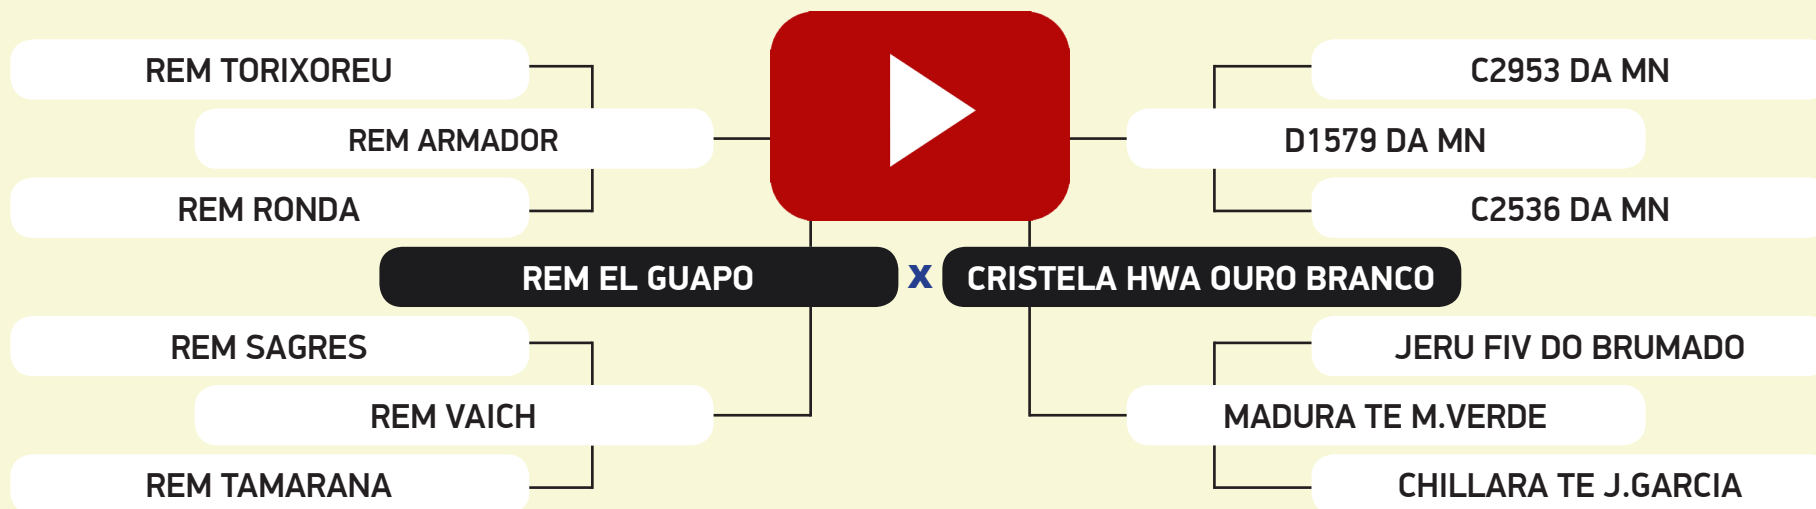 REM TORIXOREU
C2953 DA MN
REM ARMADOR
D1579 DA MN
REM RONDA
C2536 DA MN
REM EL GUAPO X CRISTELA HWA OURO BRANCO
REM SAGRES
JERU FIV DO BRUMADO
REM VAICH
MADURA TE M.VERDE
REM TAMARANA
CHILLARA TE J.GARCIA